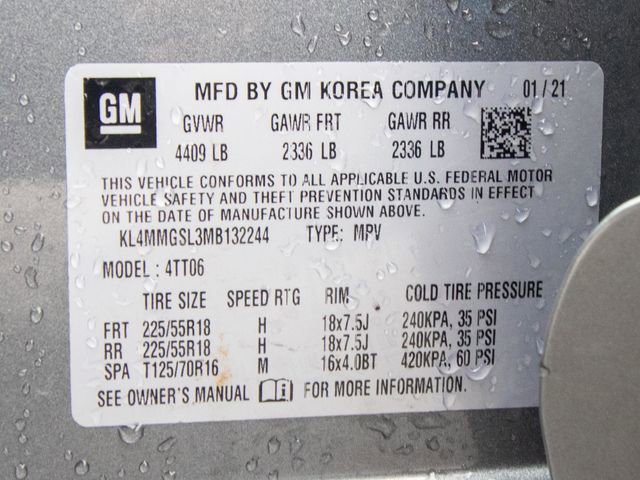 GM MFD BY GM KOREA COMPANY 01/21
GVWR GAWR FRT GAWR RR
4409 LB 2336 LB 2336 LB
THIS VEHICLE CONFORMS TO ALL APPLICABLE U.S. FEDERAL MOTOR
VEHICLE SAFETY AND THEFT PREVENTION STANDARDS IN EFFECT
ON THE DATE OF MANUFACTURE SHOWN ABOVE.
KL4MMGSL3MB132244 TYPE: MPV
MODEL : 4TT06
TIRE SIZE SPEED RTG RIM COLD TIRE PRESSURE
FRT 225/55R18 H 18x7.5J 240KPA, 35 PSI
RR 225/55R18 H 18x7.5J 240KPA, 35 PSI
SPA T125/70R16 M 16x4.0BT 420KPA, 60 PSI
SEE OWNER'S MANUAL FOR MORE INFORMATION.